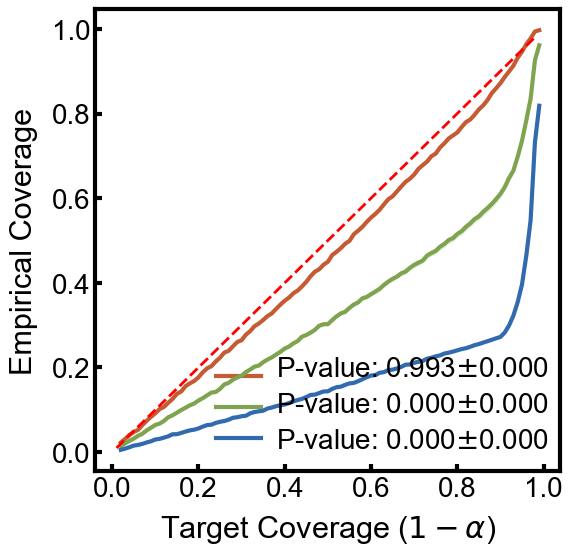 Empirical Coverage
1.0
0.8
0.6
0.4
0.2
0.0
P-value: 0.993±0.000
P-value: 0.000±0.000
P-value: 0.000±0.000
0.0 0.2 0.4 0.6 0.8 1.0
Target Coverage (1 − α)